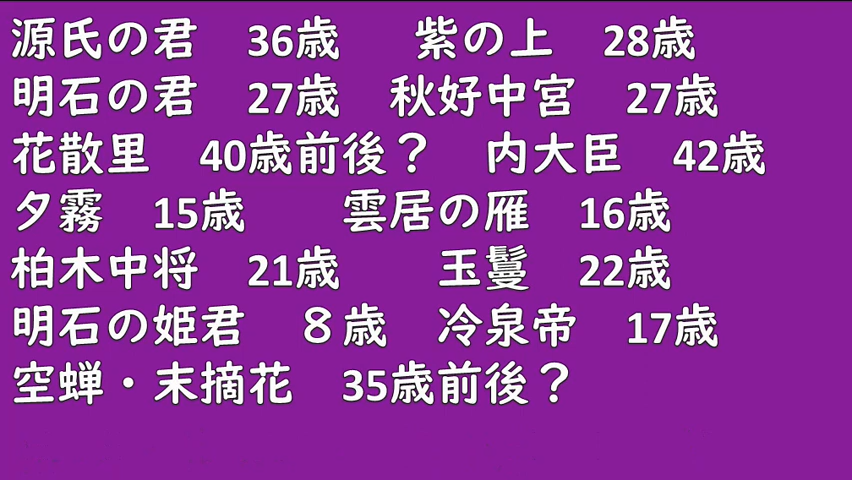 源氏の君　36歳　　紫の上　28歳
明石の君　27歳　秋好中宮　27歳
花散里　40歳前後？　内大臣　42歳
夕霧　15歳　　雲居の雁　16歳
柏木中将　21歳　　玉鬘　22歳
明石の姫君　８歳　冷泉帝　17歳
空蝉・末摘花　35歳前後？